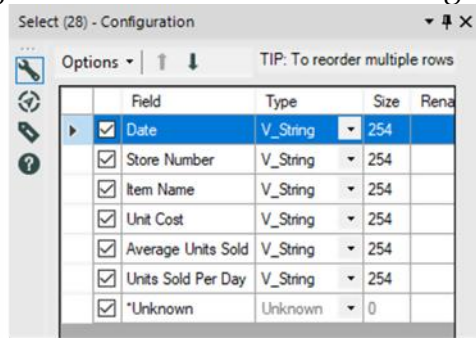 Select (28) - Configuration
Options TIP: To reorder multiple rows
Field Type Size Rena
Date V_String 254
Store Number V_String 254
Item Name V_String 254
Unit Cost V_String 254
Average Units Sold V_String 254
Units Sold Per Day V_String 254
*Unknown Unknown 0